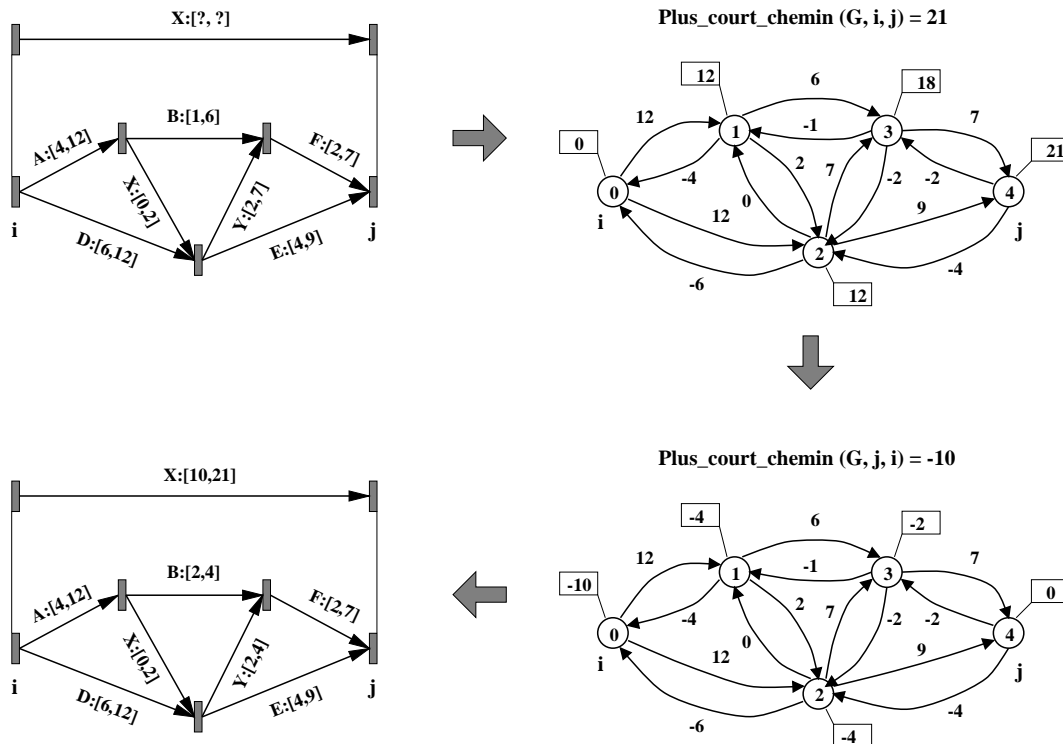 X:[?, ?]
A:[4,12]
B:[1,6]
F:[2,7]
X:[0,2]
Y:[2,7]
D:[6,12]
E:[4,9]
i
j
Plus_court_chemin (G, i, j) = 21
12
6
18
0
12
1
-1
3
7
21
-4
2
7
-2
-2
0
i
12
0
9
4
j
2
-6
-4
12
X:[10,21]
A:[4,12]
B:[2,4]
F:[2,7]
X:[0,2]
Y:[2,4]
D:[6,12]
E:[4,9]
i
j
Plus_court_chemin (G, j, i) = -10
-4
6
-2
-10
12
1
-1
3
7
0
-4
2
7
-2
-2
0
i
12
0
9
4
j
2
-6
-4
-4